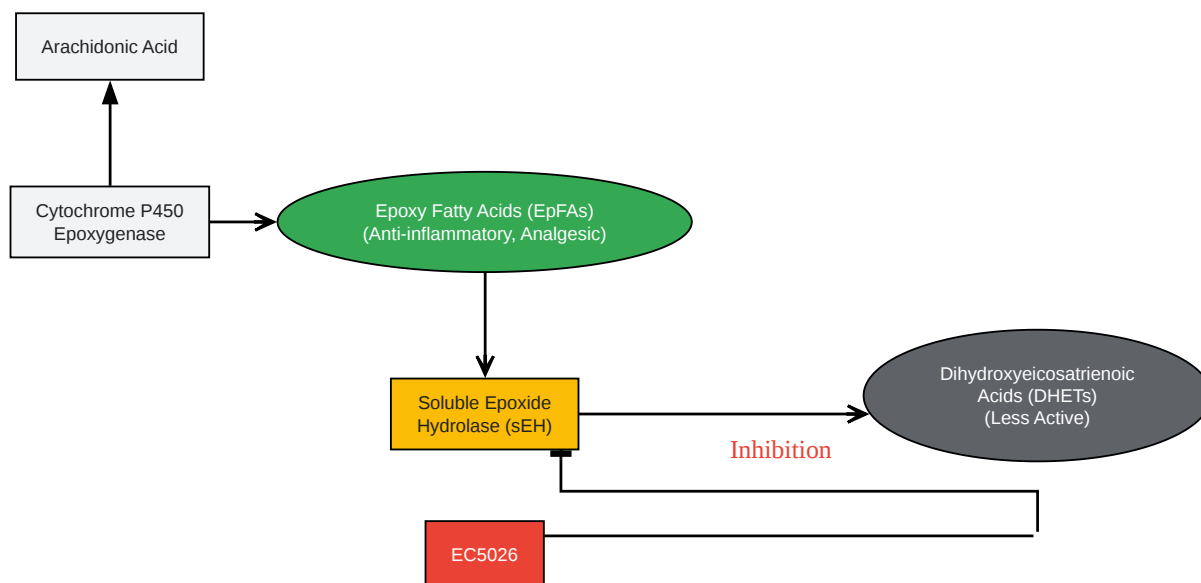 Arachidonic Acid
Cytochrome P450
Epoxygenase
Epoxy Fatty Acids (EpFAs)
(Anti-inflammatory, Analgesic)
Soluble Epoxide
Hydrolase (sEH)
Dihydroxyeicosatrienoic
Acids (DHETs)
(Less Active)
Inhibition
EC5026